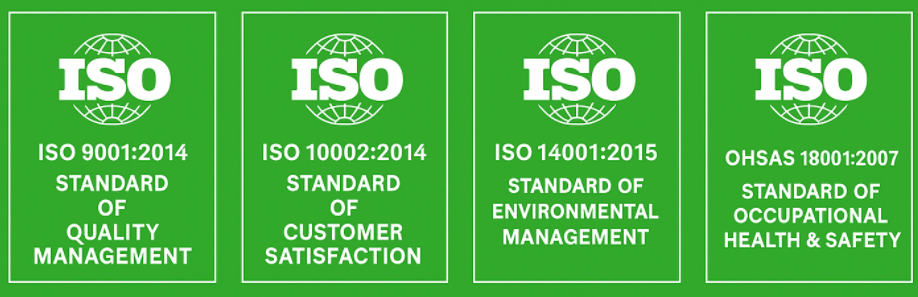 ISO
ISO 9001:2014
STANDARD
OF
QUALITY
MANAGEMENT
ISO
ISO 10002:2014
STANDARD
OF
CUSTOMER
SATISFACTION
ISO
ISO 14001:2015
STANDARD OF
ENVIRONMENTAL
MANAGEMENT
ISO
OHSAS 18001:2007
STANDARD OF
OCCUPATIONAL
HEALTH & SAFETY